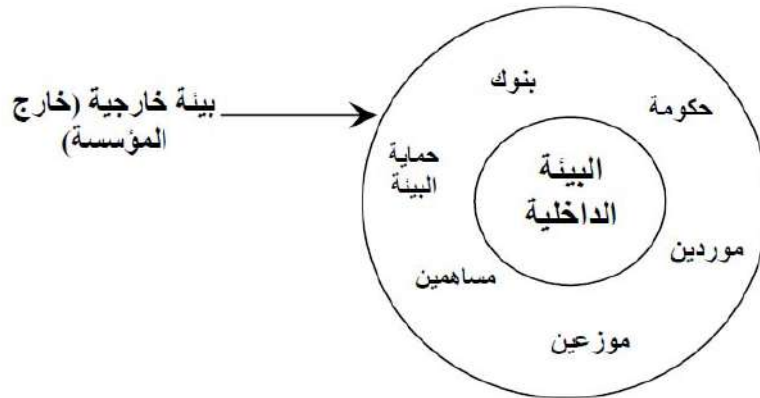 بنوك
حكومة
بيئة خارجية (خارج
المؤسسة)
حماية
البيئة
البيئة
الداخلية
موردين
مساهمين
موزعين